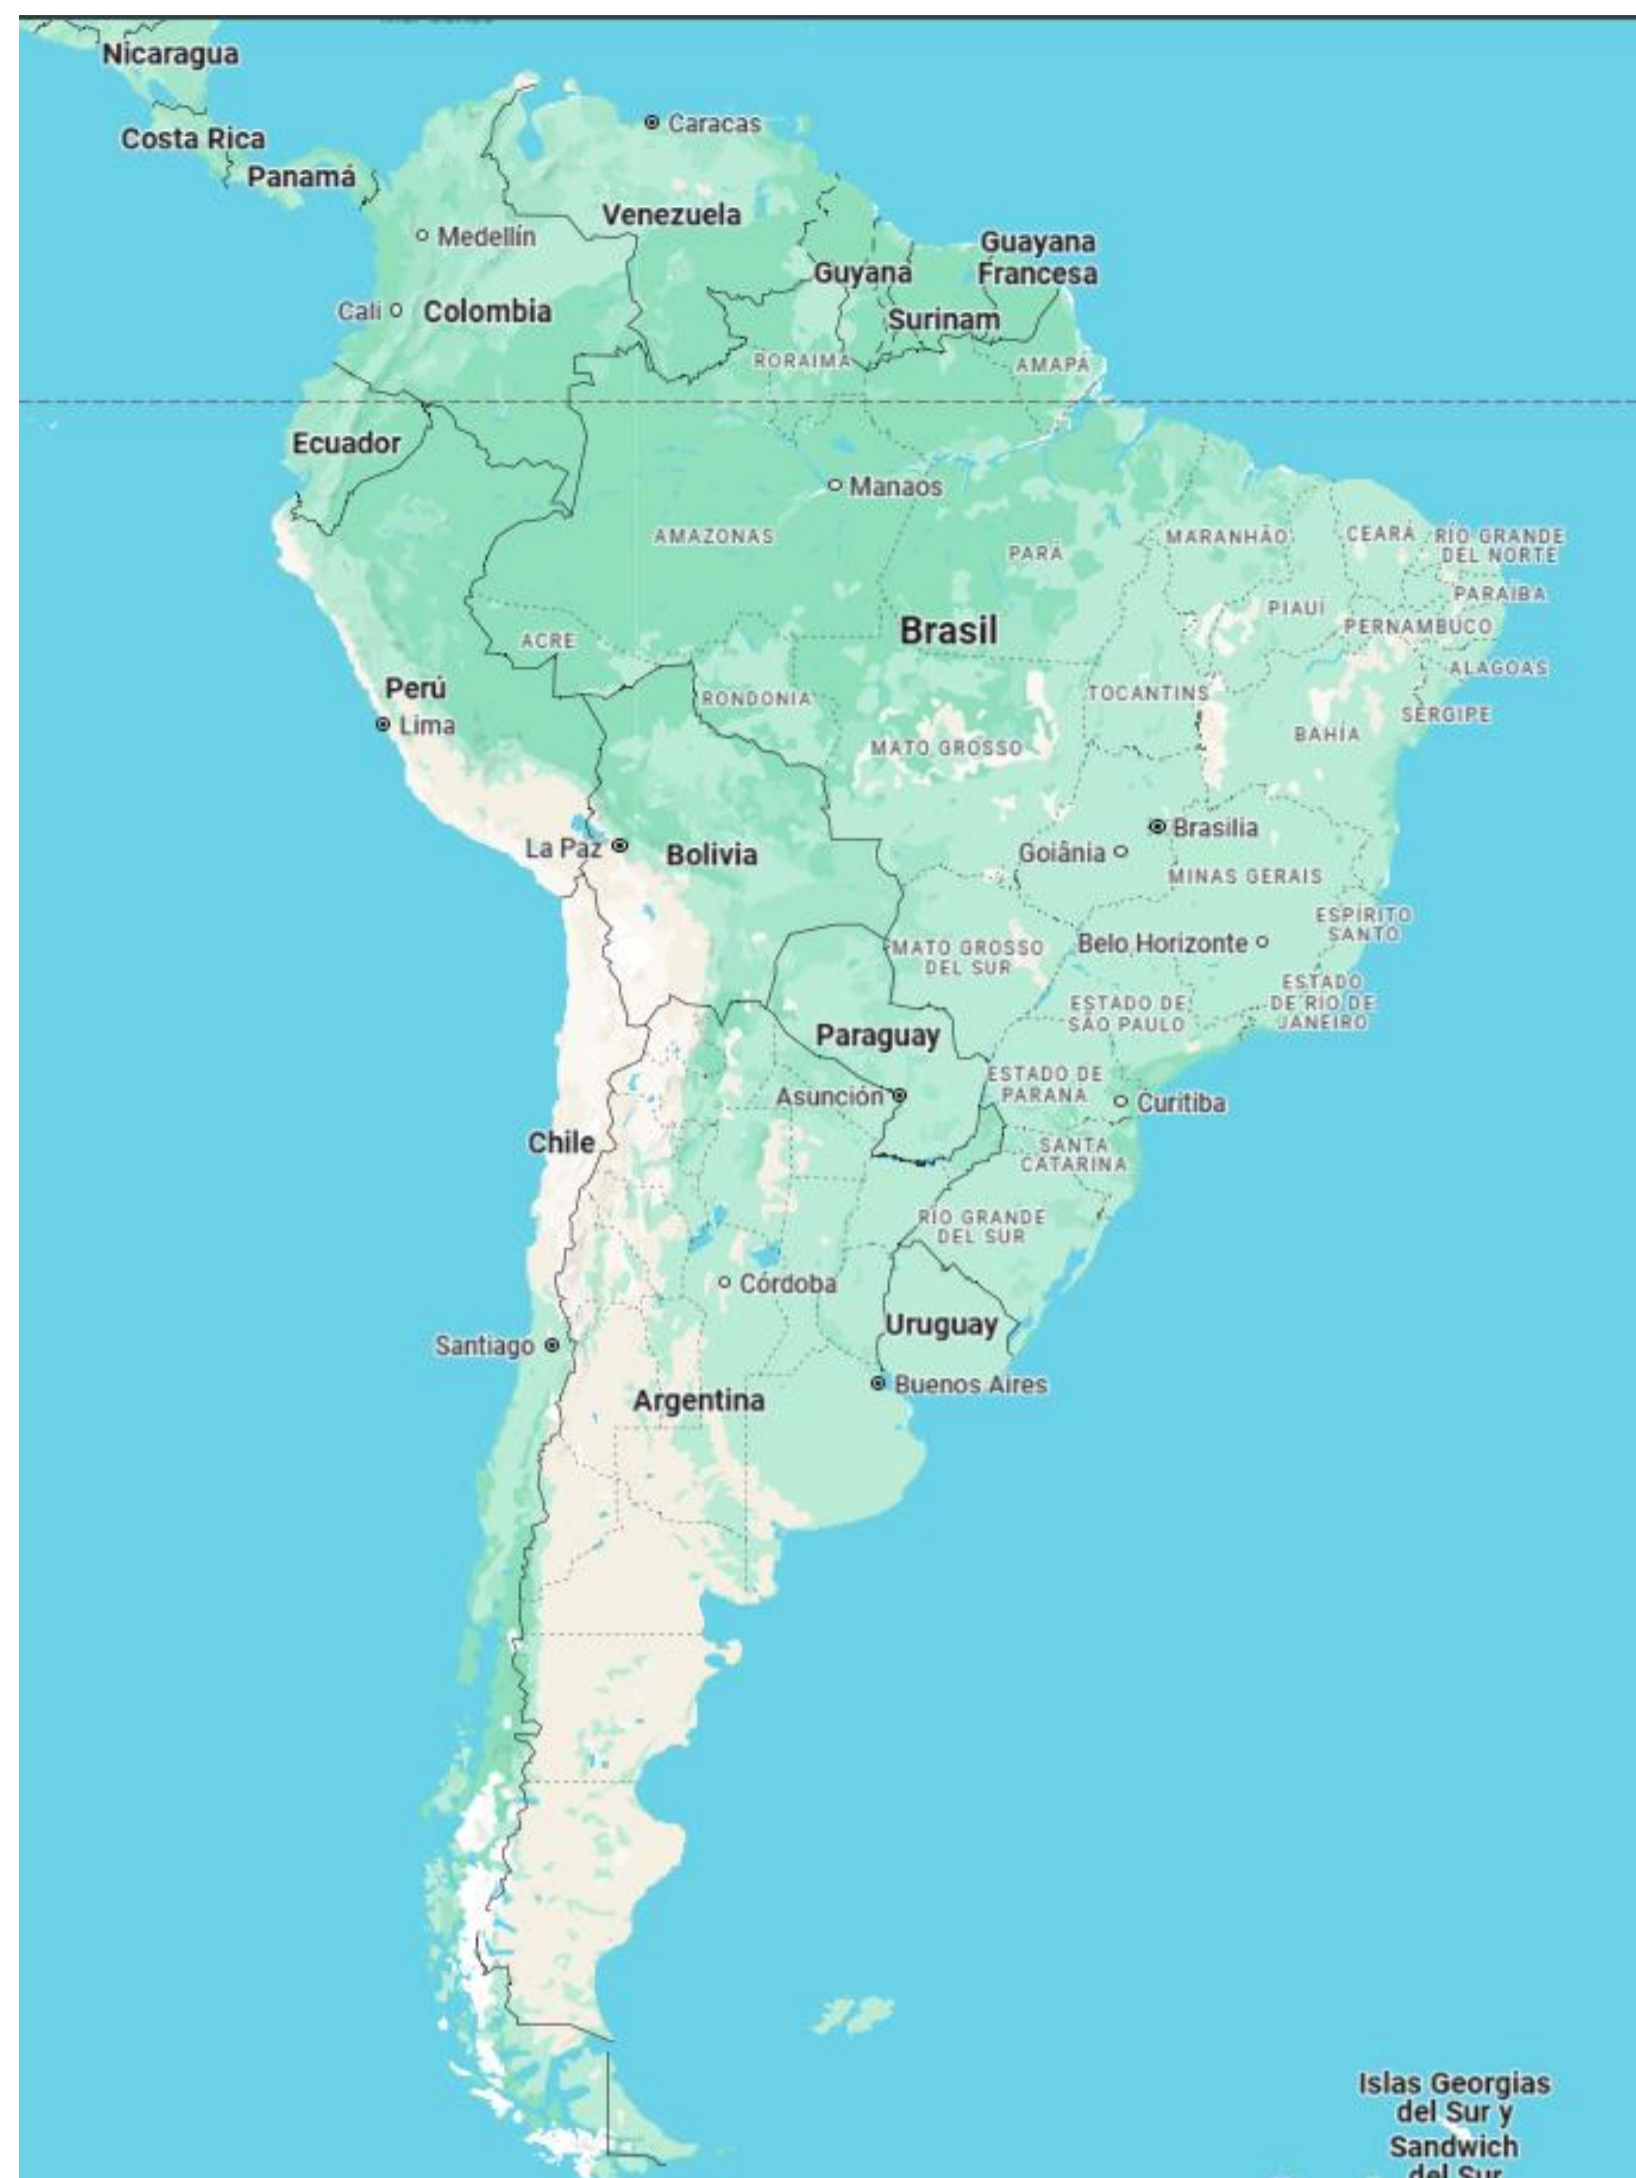 Nicaragua
Costa Rica
Panamá
Caracas
Venezuela
Medellín
Guayana
Francesa
Guyana
Cali
Colombia
Surinam
RORAIMA
AMAPÁ
Ecuador
Manaos
AMAZONAS
PARÁ
MARANHÃO
CEARÁ
RÍO GRANDE
DEL NORTE
PARAÍBA
PIAUÍ
PERNAMBUCO
Brasil
ACRE
ALAGOAS
Perú
RONDONIA
TOCANTINS
SERGIPE
Lima
BAHÍA
MATO GROSSO
Brasilia
La Paz
Bolivia
Goiânia
MINAS GERAIS
ESPÍRITO
SANTO
MATO GROSSO
DEL SUR
Belo Horizonte
ESTADO
DE RÍO DE
JANEIRO
ESTADO DE
SÃO PAULO
Paraguay
ESTADO DE
PARANA
Asunción
Curitiba
Chile
SANTA
CATARINA
RÍO GRANDE
DEL SUR
Córdoba
Uruguay
Santiago
Buenos Aires
Argentina
Islas Georgias
del Sur y
Sandwich
del Sur